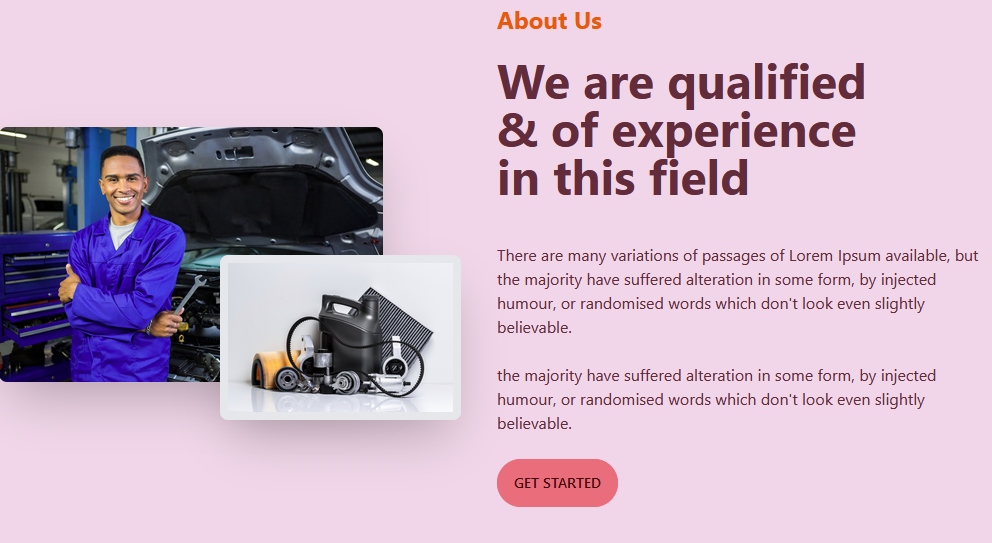 About Us
We are qualified
& of experience
in this field
There are many variations of passages of Lorem Ipsum available, but
the majority have suffered alteration in some form, by injected
humour, or randomised words which don't look even slightly
believable.
the majority have suffered alteration in some form, by injected
humour, or randomised words which don't look even slightly
believable.
GET STARTED